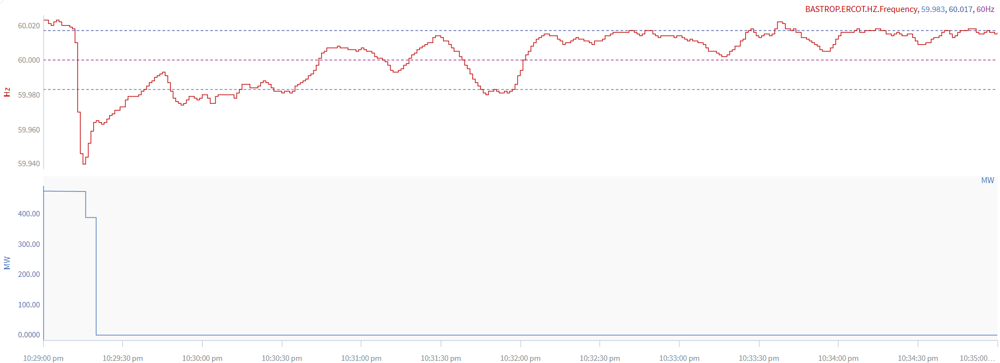 BASTROP.ERCOT.HZ.Frequency, 59.983, 60.017, 60Hz
60.020
60.000
59.980
59.960
59.940
Hz
MW
400.00
300.00
200.00
100.00
0.0000
MW
10:29:00 pm 10:29:30 pm 10:30:00 pm 10:30:30 pm 10:31:00 pm 10:31:30 pm 10:32:00 pm 10:32:30 pm 10:33:00 pm 10:33:30 pm 10:34:00 pm 10:34:30 pm 10:35:00...